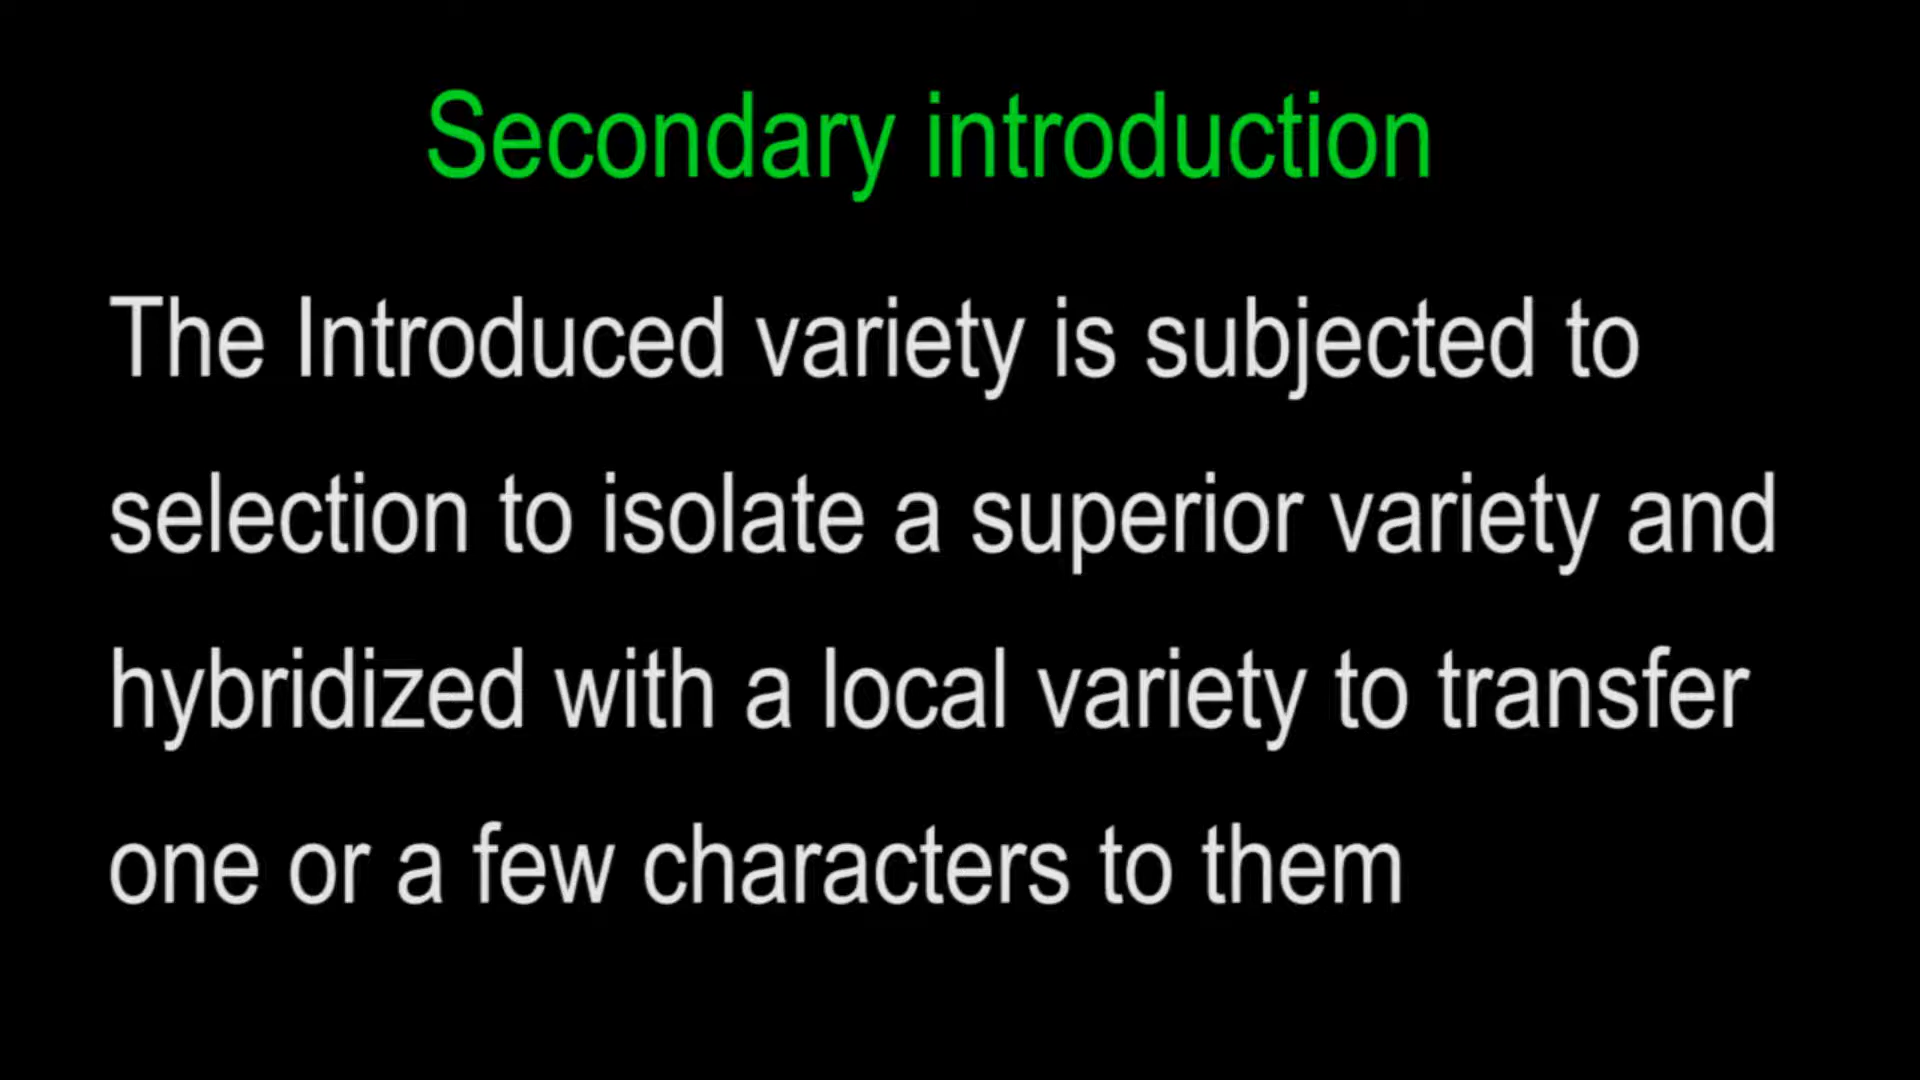 Secondary introduction
The Introduced variety is subjected to
selection to isolate a superior variety and
hybridized with a local variety to transfer
one or a few characters to them